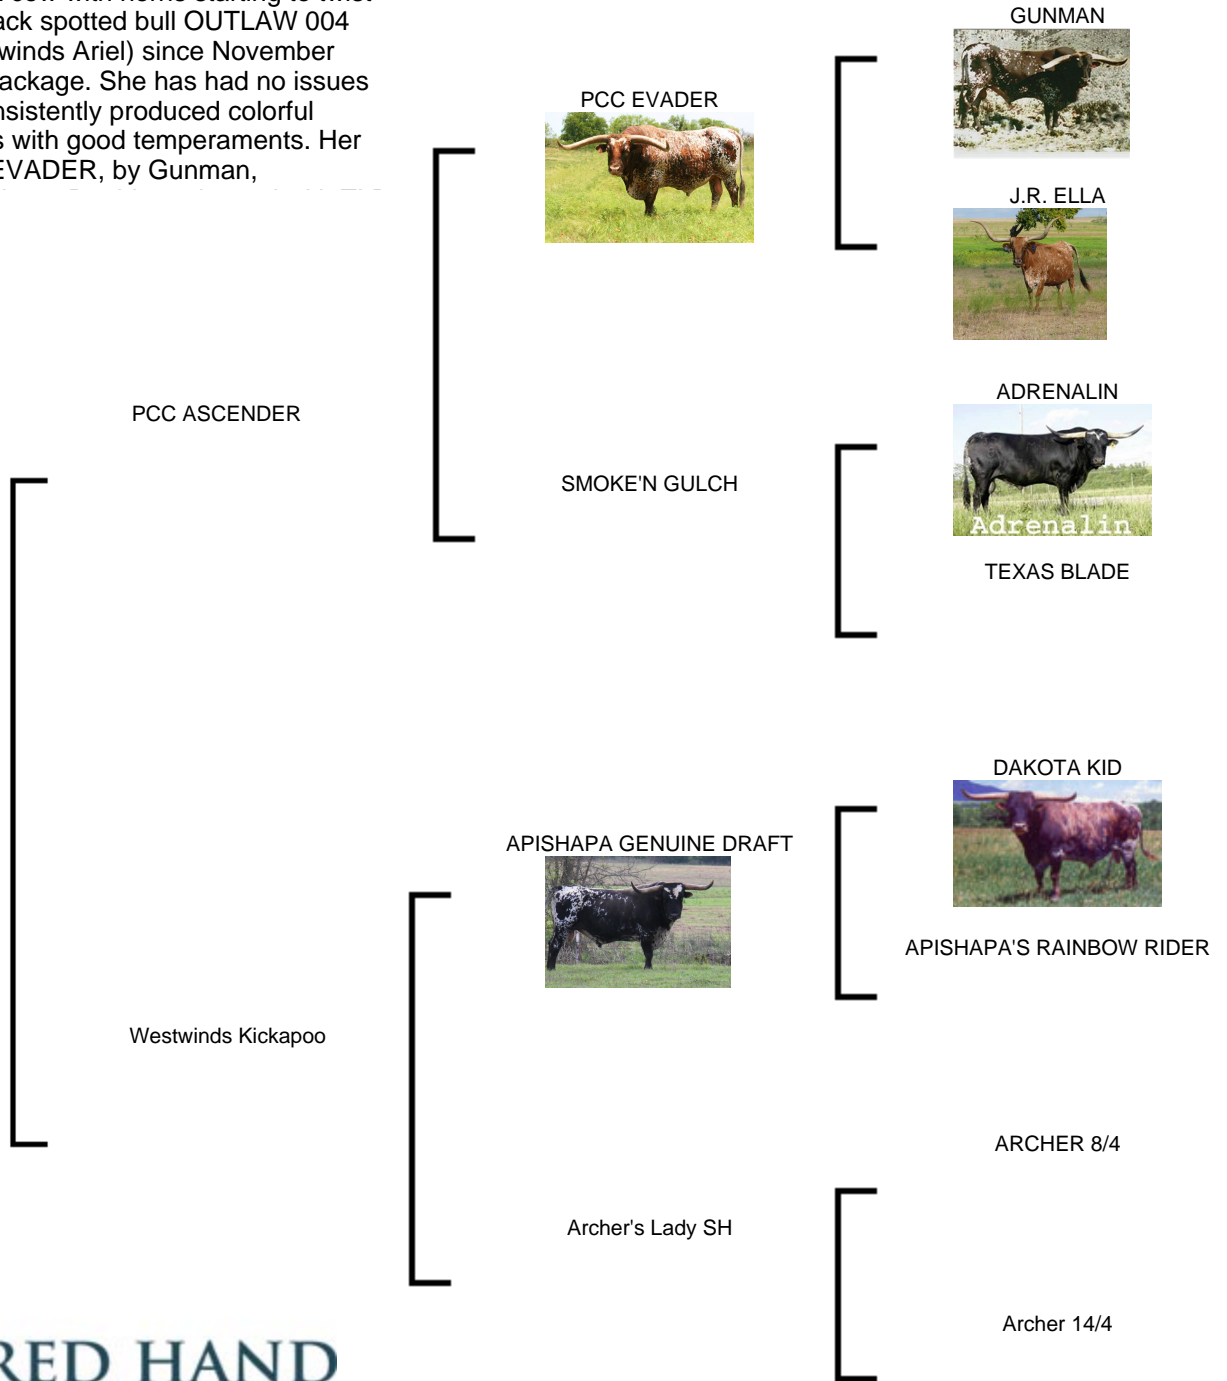 ack spotted bull OUTLAW 004
winds Ariel) since November
ackage. She has had no issues
nsistently produced colorful
s with good temperaments. Her
EVADER, by Gunman,
GUNMAN
PCC EVADER
J.R. ELLA
ADRENALIN
PCC ASCENDER
SMOKE'N GULCH
Adrenalin
TEXAS BLADE
DAKOTA KID
APISHAPA GENUINE DRAFT
APISHAPA'S RAINBOW RIDER
Westwinds Kickapoo
ARCHER 8/4
Archer's Lady SH
Archer 14/4
RED HAND